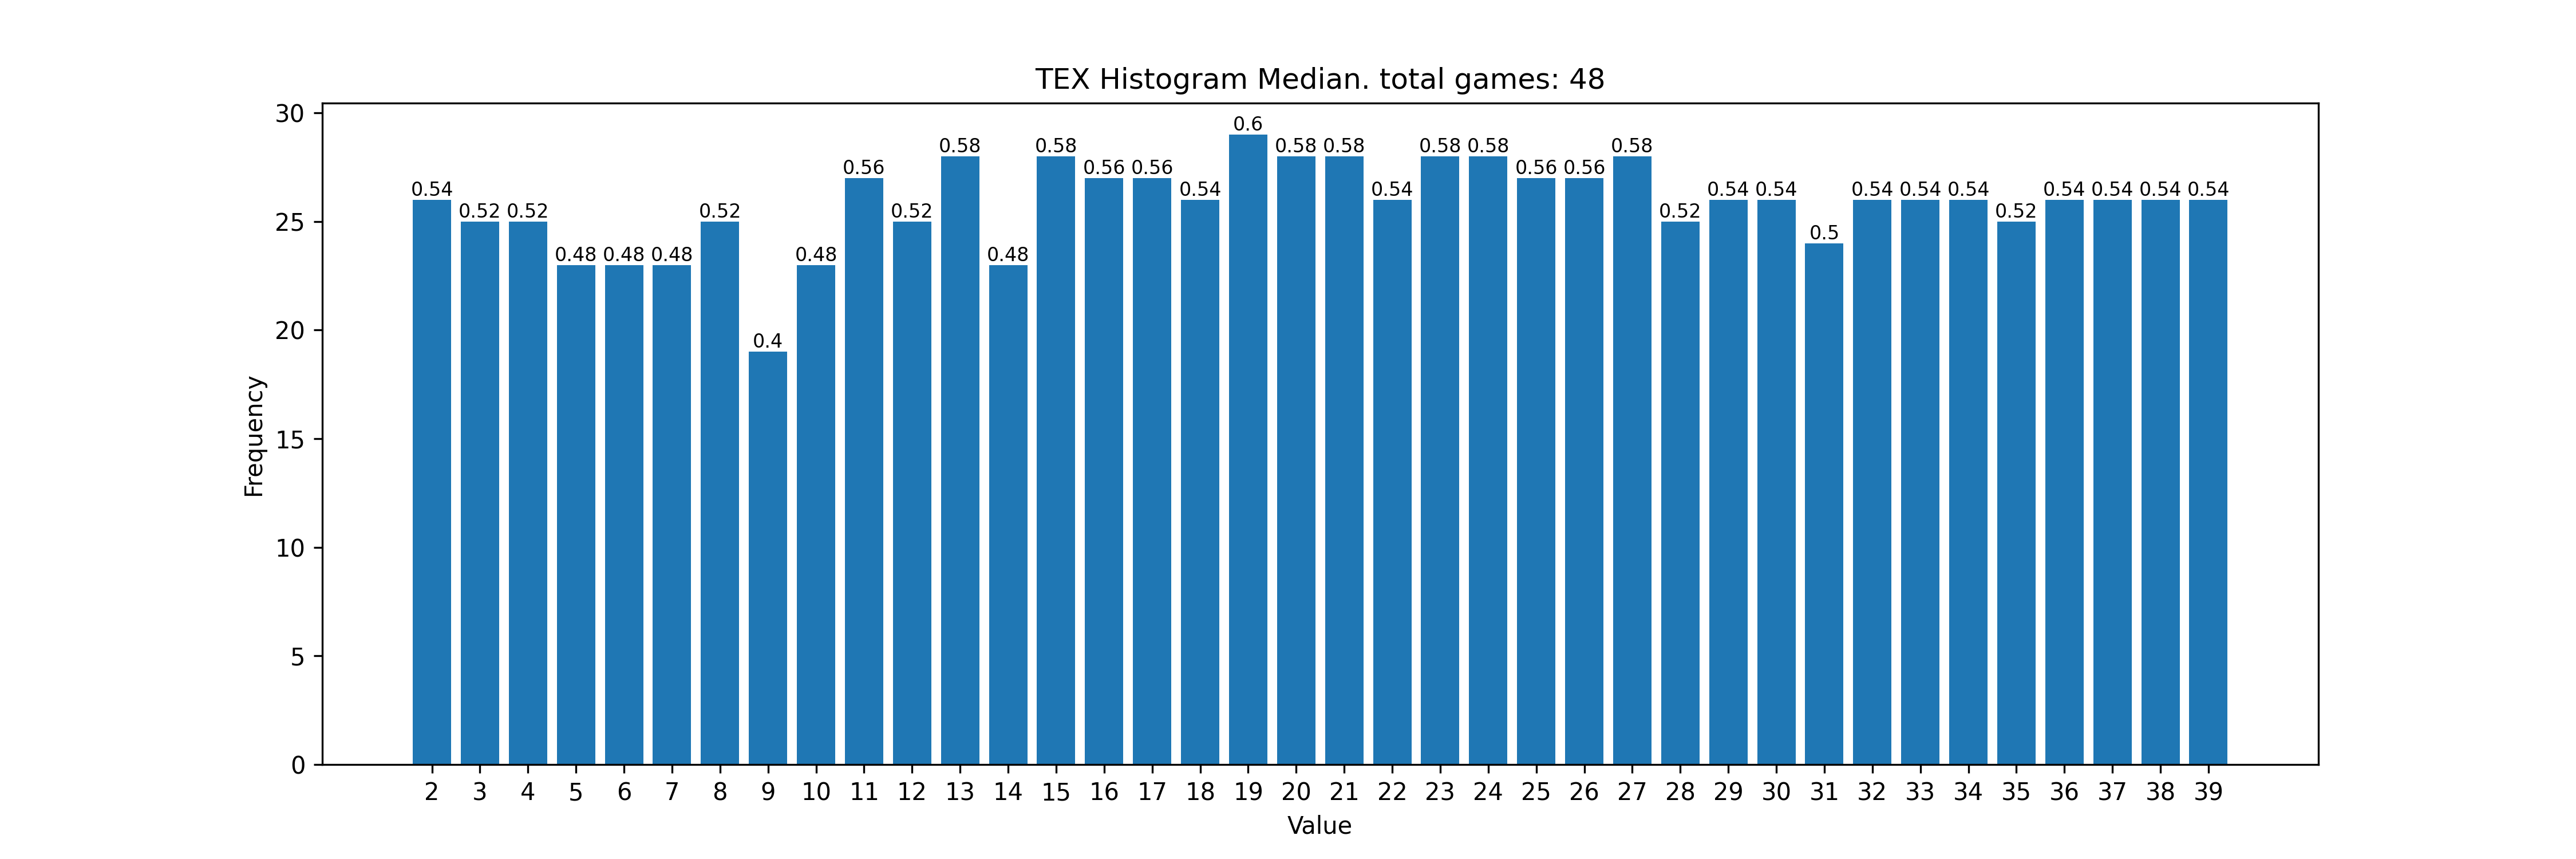 TEX Histogram Median. total games: 48
30
25
20
15
10
5
0
Frequency
0.54 0.52 0.52 0.48 0.48 0.48 0.52 0.4 0.48 0.56 0.52 0.58 0.48 0.58 0.56 0.56 0.54 0.6 0.58 0.58 0.54 0.58 0.58 0.56 0.56 0.58 0.52 0.54 0.54 0.5 0.54 0.54 0.54 0.52 0.54 0.54 0.54 0.54
2 3 4 5 6 7 8 9 10 11 12 13 14 15 16 17 18 19 20 21 22 23 24 25 26 27 28 29 30 31 32 33 34 35 36 37 38 39
Value